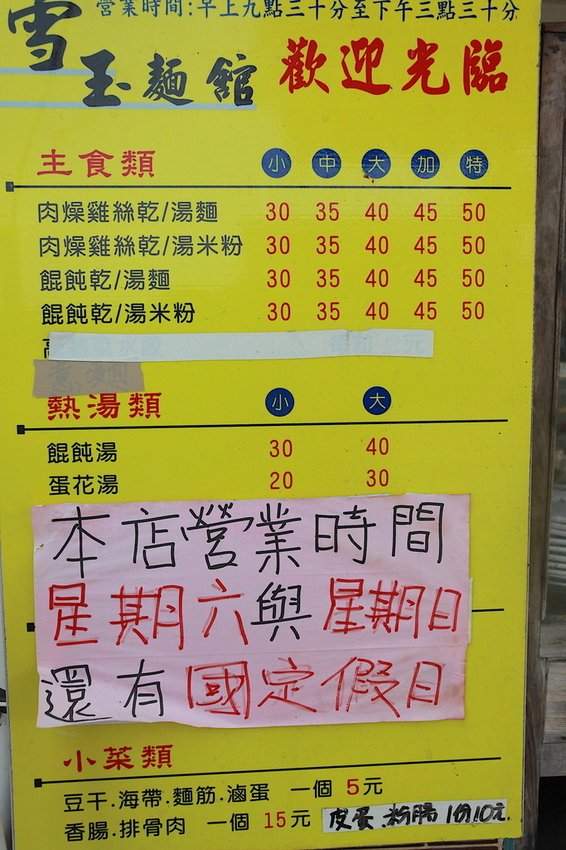 營業時間:早上九點三十分至下午三點三十分
雪玉麵館 歡迎光臨
主食類 小 中 大 加 特
肉燥雞絲乾/湯麵 30 35 40 45 50
肉燥雞絲乾/湯米粉 30 35 40 45 50
餛飩乾/湯麵 30 35 40 45 50
餛飩乾/湯米粉 30 35 40 45 50
熱湯類 小 大
餛飩湯 30 40
蛋花湯 20 30
本店營業時間
星期六與星期日
還有國定假日
小菜類
豆干.海帶.麵筋.滷蛋 一個 5元
香腸.排骨肉 一個 15元 皮蛋 粉腸 1份10元